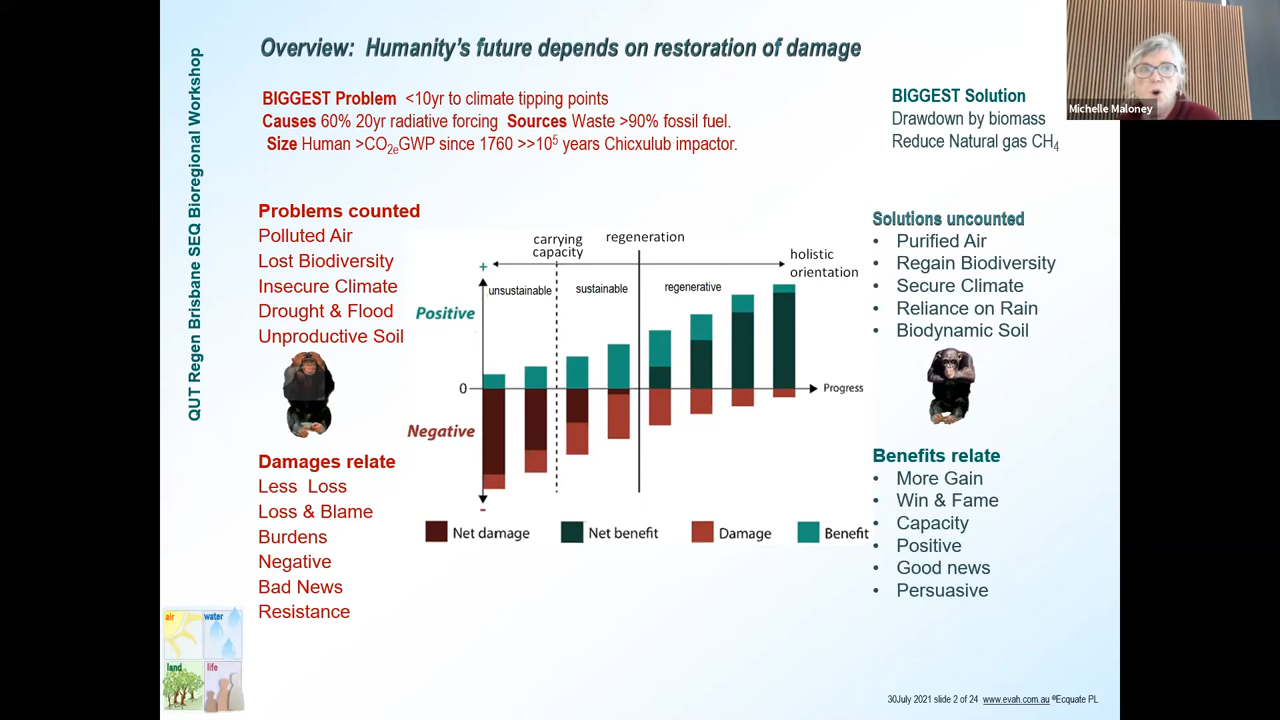 QUT Regen Brisbane SEQ Bioregional Workshop
Overview: Humanity's future depends on restoration of damage
BIGGEST Problem <10yr to climate tipping points
Causes 60% 20yr radiative forcing Sources Waste >90% fossil fuel.
Size Human >CO2eGWP since 1760 >>10⁵ years Chicxulub impactor.
BIGGEST Solution
Drawdown by biomass
Reduce Natural gas CH4
Michelle Maloney
Problems counted
Polluted Air
Lost Biodiversity
Insecure Climate
Drought & Flood
Unproductive Soil
Damages relate
Less Loss
Loss & Blame
Burdens
Negative
Bad News
Resistance
carrying
capacity
regeneration
holistic
orientation
+
unsustainable
sustainable
regenerative
Positive
0
Progress
Negative
-
Net damage
Net benefit
Damage
Benefit
Solutions uncounted
• Purified Air
• Regain Biodiversity
• Secure Climate
• Reliance on Rain
• Biodynamic Soil
Benefits relate
• More Gain
• Win & Fame
• Capacity
• Positive
• Good news
• Persuasive
air
water
land
life
30July 2021 slide 2 of 24 www.evah.com.au ©Ecquate PL